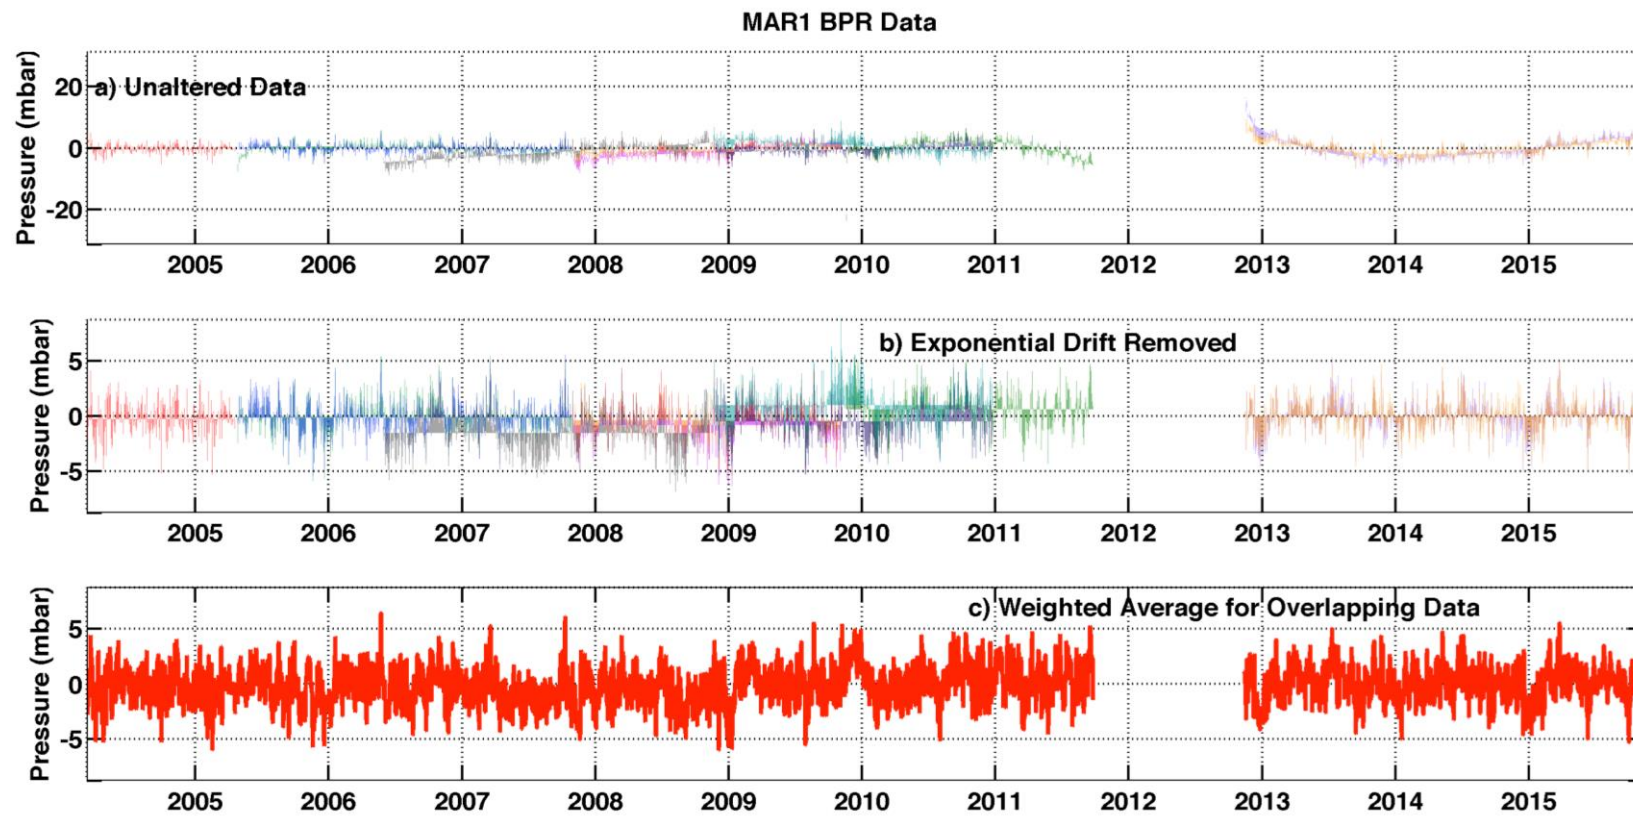 MAR1 BPR Data
Pressure (mbar)
20
0
-20
a) Unaltered Data
2005 2006 2007 2008 2009 2010 2011 2012 2013 2014 2015
Pressure (mbar)
5
0
-5
b) Exponential Drift Removed
2005 2006 2007 2008 2009 2010 2011 2012 2013 2014 2015
Pressure (mbar)
5
0
-5
c) Weighted Average for Overlapping Data
2005 2006 2007 2008 2009 2010 2011 2012 2013 2014 2015